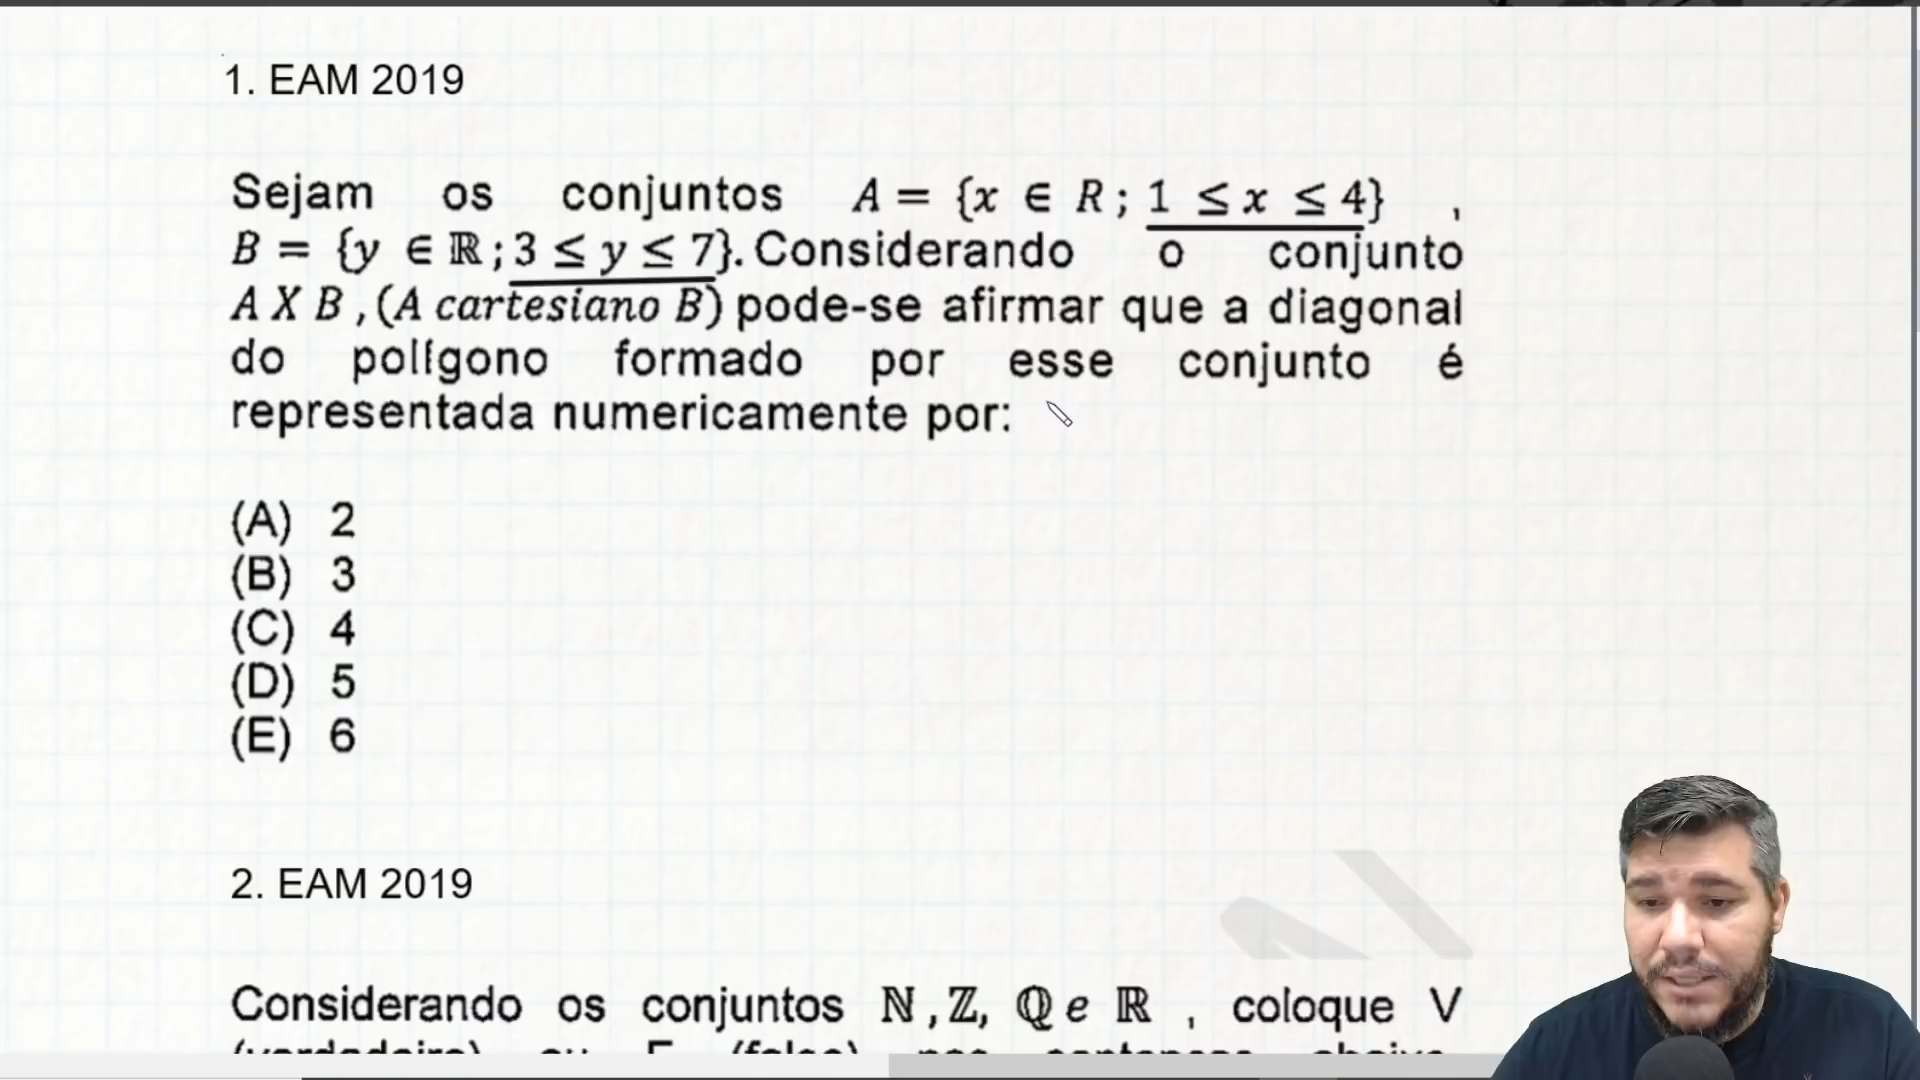 1. EAM 2019
Sejam os conjuntos A = {x ∈ R ; 1 ≤ x ≤ 4} ,
B = {y ∈ ℝ ; 3 ≤ y ≤ 7}. Considerando o conjunto
A X B , (A cartesiano B) pode-se afirmar que a diagonal
do polígono formado por esse conjunto é
representada numericamente por:
(A) 2
(B) 3
(C) 4
(D) 5
(E) 6
2. EAM 2019
Considerando os conjuntos ℕ , ℤ, ℚ e ℝ , coloque V